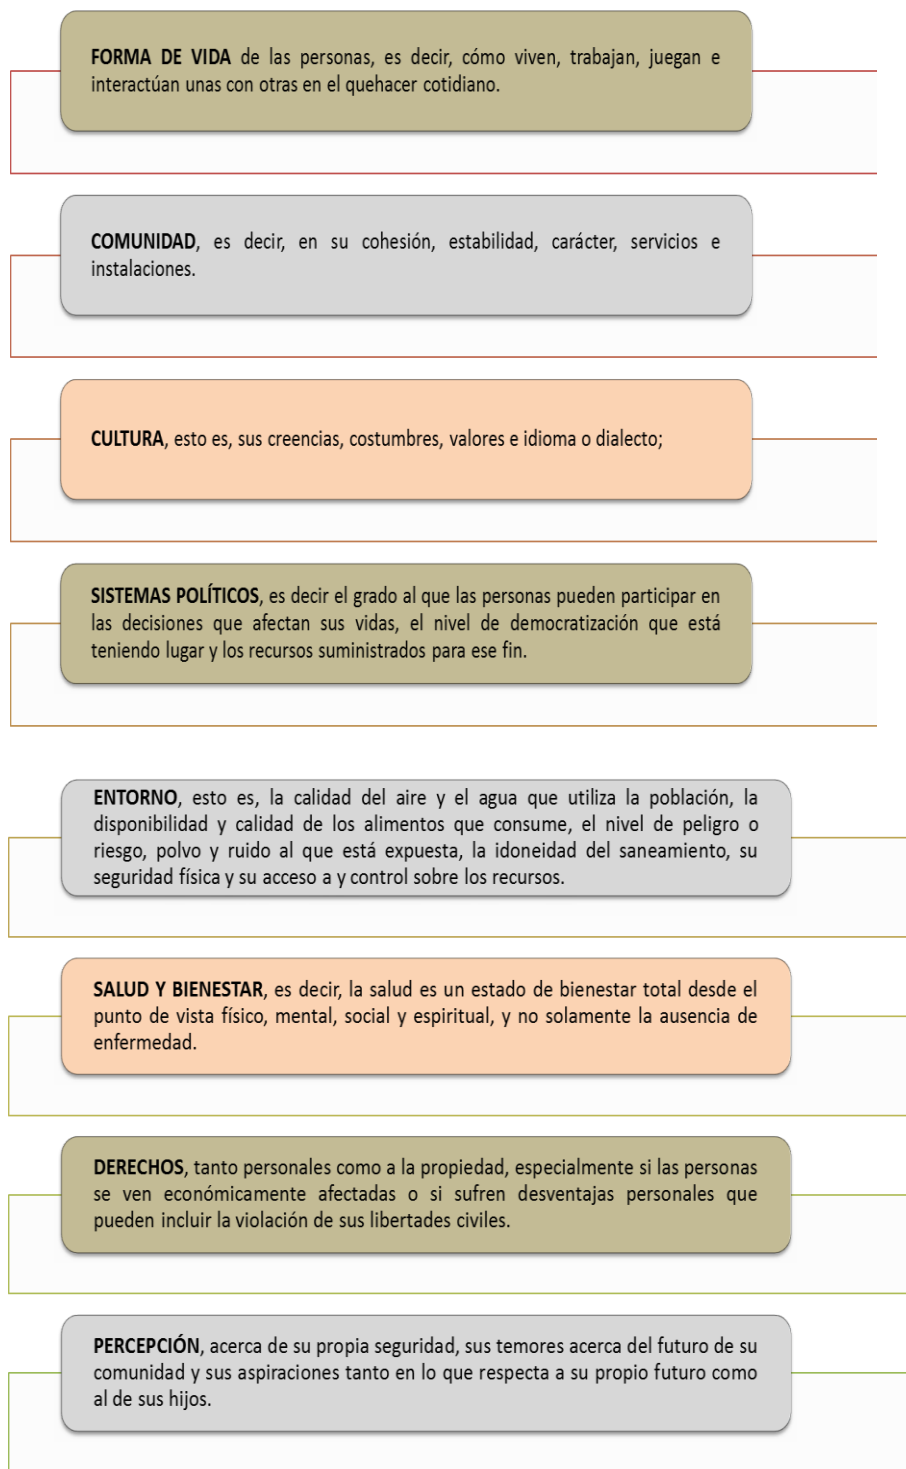 FORMA DE VIDA de las personas, es decir, cómo viven, trabajan, juegan e
interactúan unas con otras en el quehacer cotidiano.
COMUNIDAD, es decir, en su cohesión, estabilidad, carácter, servicios e
instalaciones.
CULTURA, esto es, sus creencias, costumbres, valores e idioma o dialecto;
SISTEMAS POLÍTICOS, es decir el grado al que las personas pueden participar en
las decisiones que afectan sus vidas, el nivel de democratización que está
teniendo lugar y los recursos suministrados para ese fin.
ENTORNO, esto es, la calidad del aire y el agua que utiliza la población, la
disponibilidad y calidad de los alimentos que consume, el nivel de peligro o
riesgo, polvo y ruido al que está expuesta, la idoneidad del saneamiento, su
seguridad física y su acceso a y control sobre los recursos.
SALUD Y BIENESTAR, es decir, la salud es un estado de bienestar total desde el
punto de vista físico, mental, social y espiritual, y no solamente la ausencia de
enfermedad.
DERECHOS, tanto personales como a la propiedad, especialmente si las personas
se ven económicamente afectadas o si sufren desventajas personales que
pueden incluir la violación de sus libertades civiles.
PERCEPCIÓN, acerca de su propia seguridad, sus temores acerca del futuro de su
comunidad y sus aspiraciones tanto en lo que respecta a su propio futuro como
al de sus hijos.